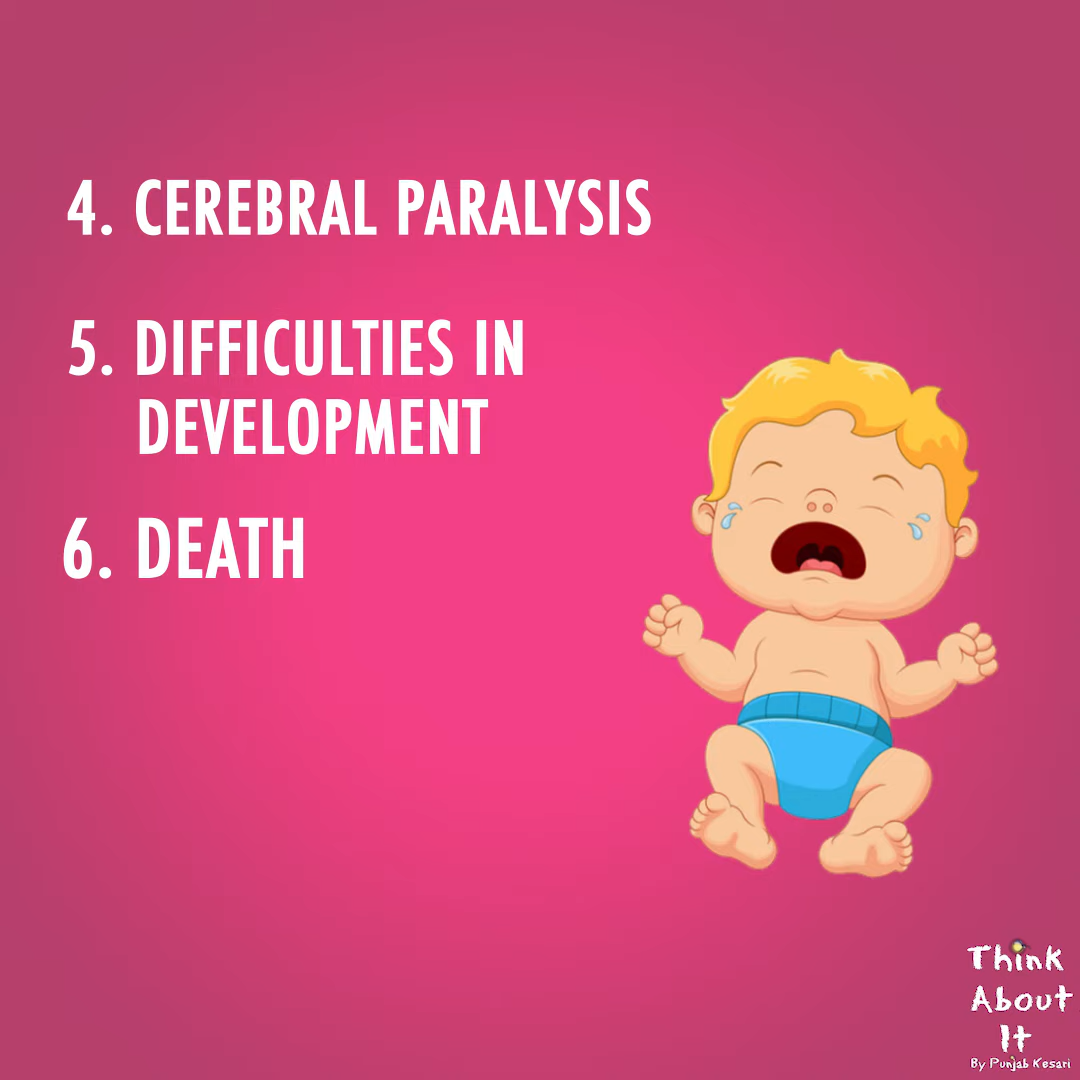 4. CEREBRAL PARALYSIS
5. DIFFICULTIES IN
DEVELOPMENT
6. DEATH
Think
About
It
By Punjab Kesari